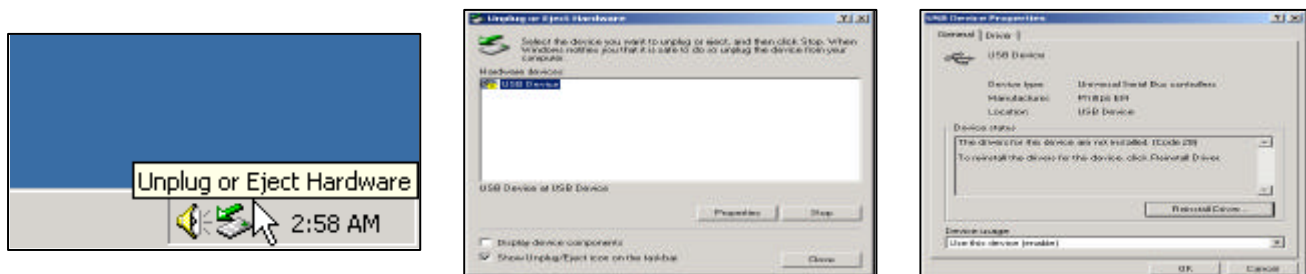 Unplug or Eject Hardware
2:58 AM
Unplug or Eject Hardware
Select the device you want to unplug or eject, and then click Stop. When
Windows notifies you that it is safe to do so unplug the device from your
computer.
Hardware devices:
USB Device
USB Device at USB Device
Properties
Stop
Display device components
Show Unplug/Eject icon on the taskbar
Close
USB Device Properties
General
Driver
USB Device
Device type:
Universal Serial Bus controllers
Manufacturer:
Location:
USB Device
Device status
The drivers for this device are not installed. (Code 28)
To reinstall the drivers for this device, click Reinstall Driver.
Reinstall Driver...
Device usage:
Use this device (enable)
OK
Cancel